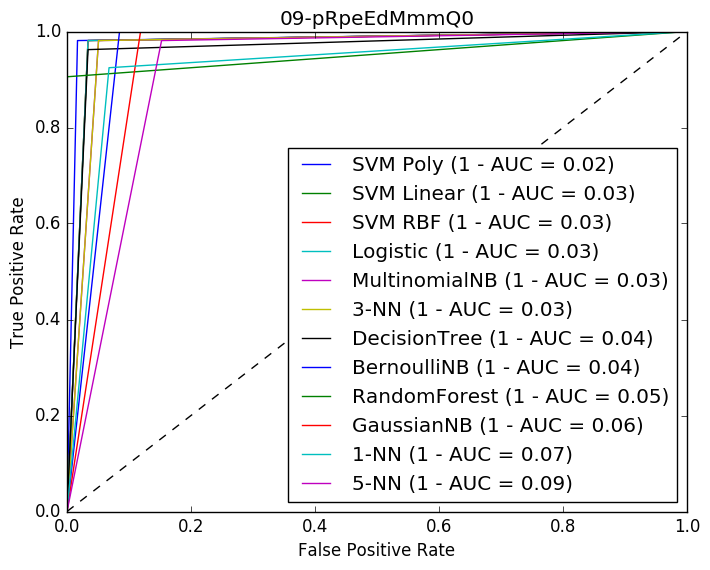 09-pRpeEdMmmQ0
1.0
0.8
0.6
0.4
0.2
0.0
True Positive Rate
SVM Poly (1 - AUC = 0.02)
SVM Linear (1 - AUC = 0.03)
SVM RBF (1 - AUC = 0.03)
Logistic (1 - AUC = 0.03)
MultinomialNB (1 - AUC = 0.03)
3-NN (1 - AUC = 0.03)
DecisionTree (1 - AUC = 0.04)
BernoulliNB (1 - AUC = 0.04)
RandomForest (1 - AUC = 0.05)
GaussianNB (1 - AUC = 0.06)
1-NN (1 - AUC = 0.07)
5-NN (1 - AUC = 0.09)
0.0 0.2 0.4 0.6 0.8 1.0
False Positive Rate